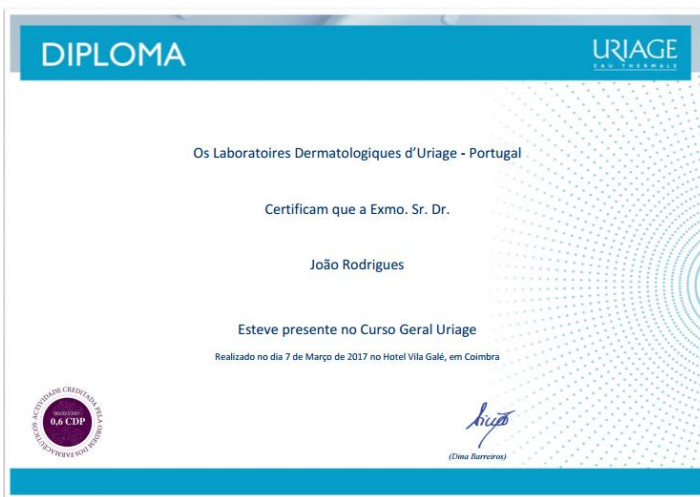 DIPLOMA
URIAGE
EAU THERMALE
Os Laboratoires Dermatologiques d'Uriage - Portugal
Certificam que a Exmo. Sr. Dr.
João Rodrigues
Esteve presente no Curso Geral Uriage
Realizado no dia 7 de Março de 2017 no Hotel Vila Galé, em Coimbra
ACTIVIDADE CREDITADA PELA ORDEM DOS FARMACÊUTICOS
0,6 CDP
(Dina Barreiros)